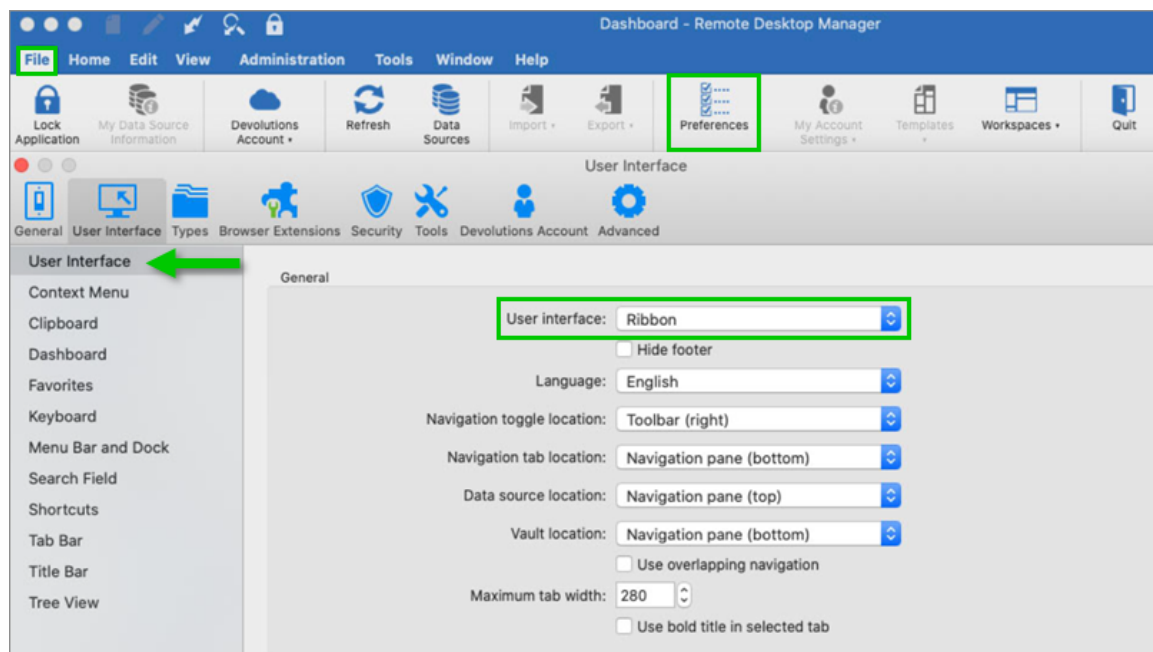 Dashboard - Remote Desktop Manager
File Home Edit View Administration Tools Window Help
Lock Application
My Data Source Information
Devolutions Account
Refresh
Data Sources
Import
Export
Preferences
My Account Settings
Templates
Workspaces
Quit
User Interface
General User Interface Types Browser Extensions Security Tools Devolutions Account Advanced
User Interface
Context Menu
Clipboard
Dashboard
Favorites
Keyboard
Menu Bar and Dock
Search Field
Shortcuts
Tab Bar
Title Bar
Tree View
General
User interface: Ribbon
Hide footer
Language: English
Navigation toggle location: Toolbar (right)
Navigation tab location: Navigation pane (bottom)
Data source location: Navigation pane (top)
Vault location: Navigation pane (bottom)
Use overlapping navigation
Maximum tab width: 280
Use bold title in selected tab